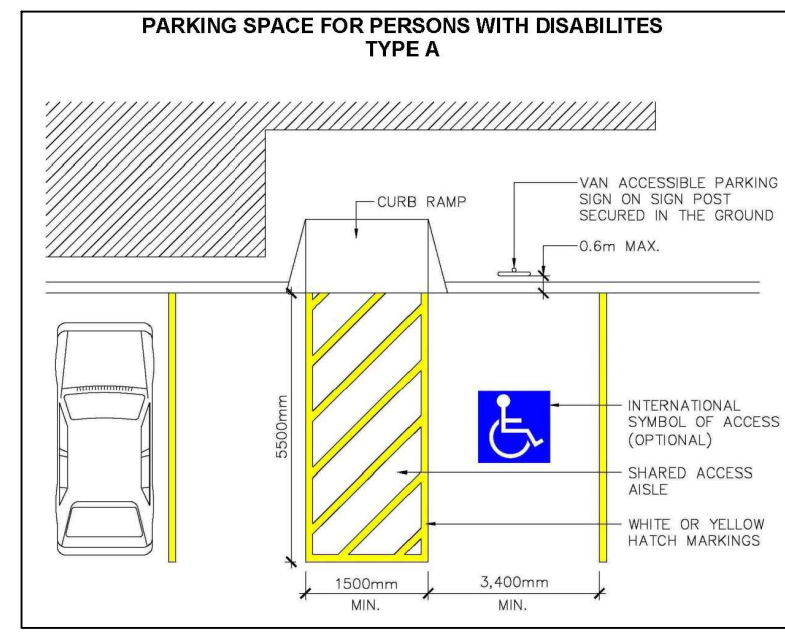 PARKING SPACE FOR PERSONS WITH DISABILITES
TYPE A
CURB RAMP
VAN ACCESSIBLE PARKING
SIGN ON SIGN POST
SECURED IN THE GROUND
0.6m MAX.
5500mm
INTERNATIONAL
SYMBOL OF ACCESS
(OPTIONAL)
SHARED ACCESS
AISLE
WHITE OR YELLOW
HATCH MARKINGS
1500mm
MIN.
3,400mm
MIN.